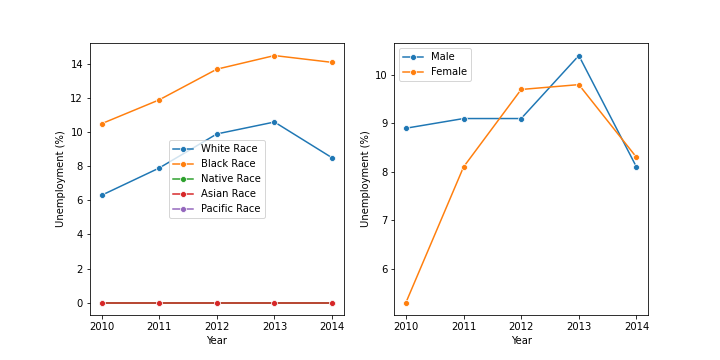 Unemployment (%)
14
12
10
8
6
4
2
0
White Race
Black Race
Native Race
Asian Race
Pacific Race
2010
2011
2012
2013
2014
Year
Unemployment (%)
10
9
8
7
6
Male
Female
2010
2011
2012
2013
2014
Year